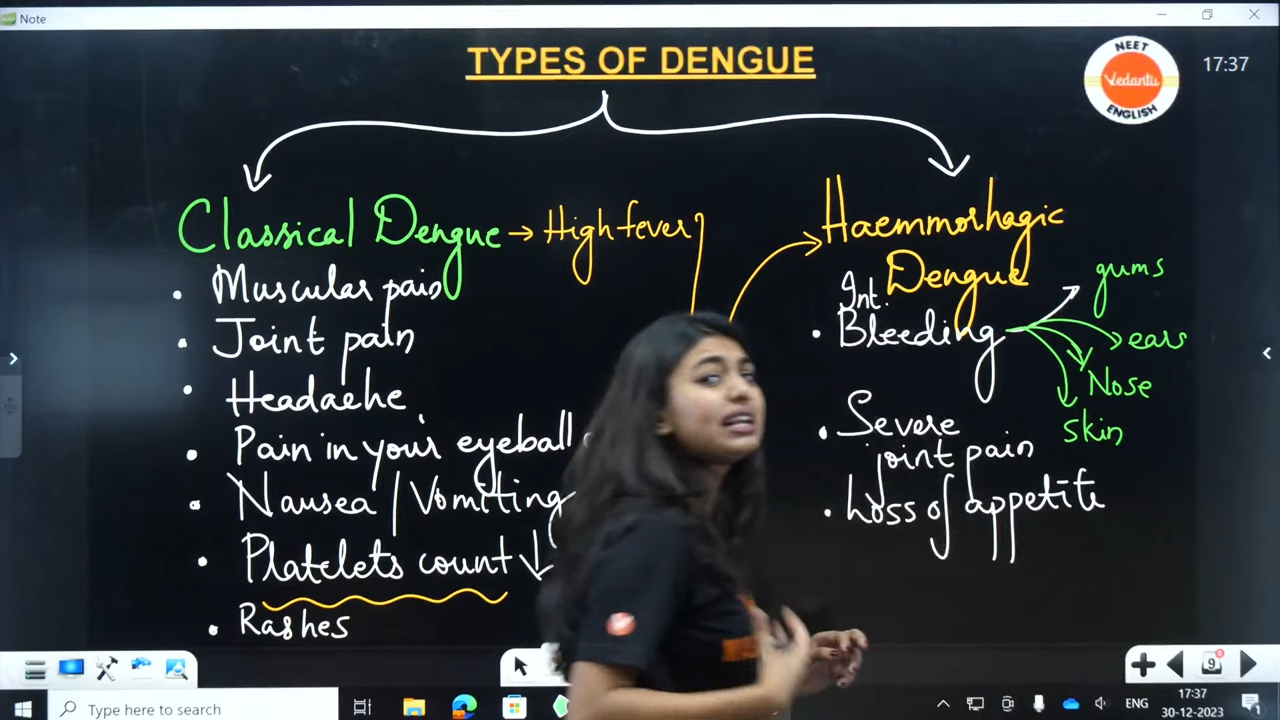 Note
TYPES OF DENGUE
NEET
Vedantu
ENGLISH
17:37
Classical Dengue → High fever
• Muscular pain
• Joint pain
• Headache
• Pain in your eyeball
• Nausea / Vomiting
• Platelets count ↓
• Rashes
Haemmorhagic
Dengue
Int.
• Bleeding
gums
ears
Nose
skin
• Severe
joint pain
• Loss of appetite
9
Type here to search
ENG
17:37
30-12-2023